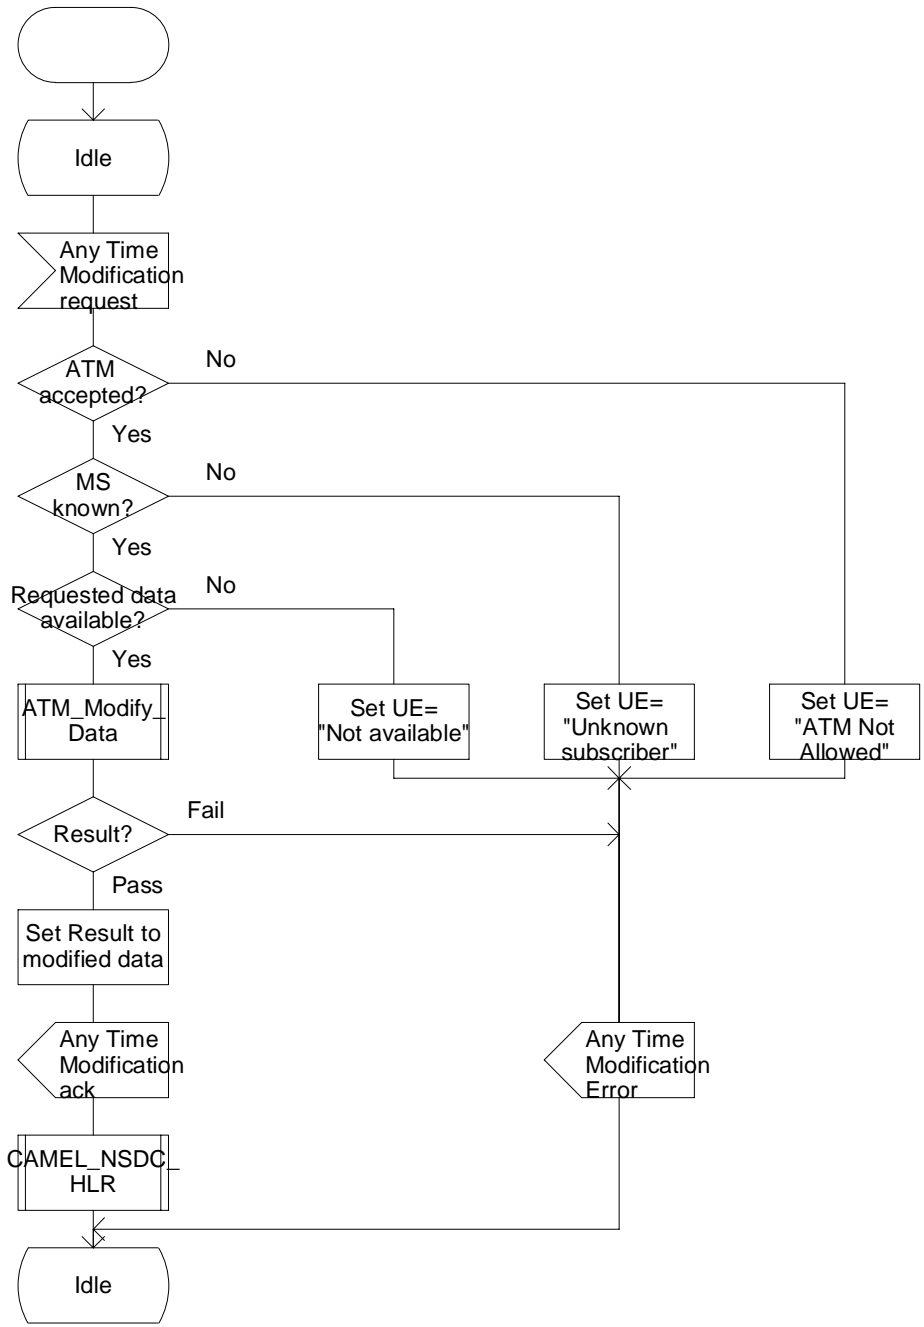 Idle
Any Time
Modification
request
ATM
accepted?
No
Yes
MS
known?
No
Yes
Requested data
available?
No
Yes
ATM_Modify_
Data
Set UE=
"Not available"
Set UE=
"Unknown
subscriber"
Set UE=
"ATM Not
Allowed"
Result?
Fail
Pass
Set Result to
modified data
Any Time
Modification
ack
Any Time
Modification
Error
CAMEL_NSDC_
HLR
Idle